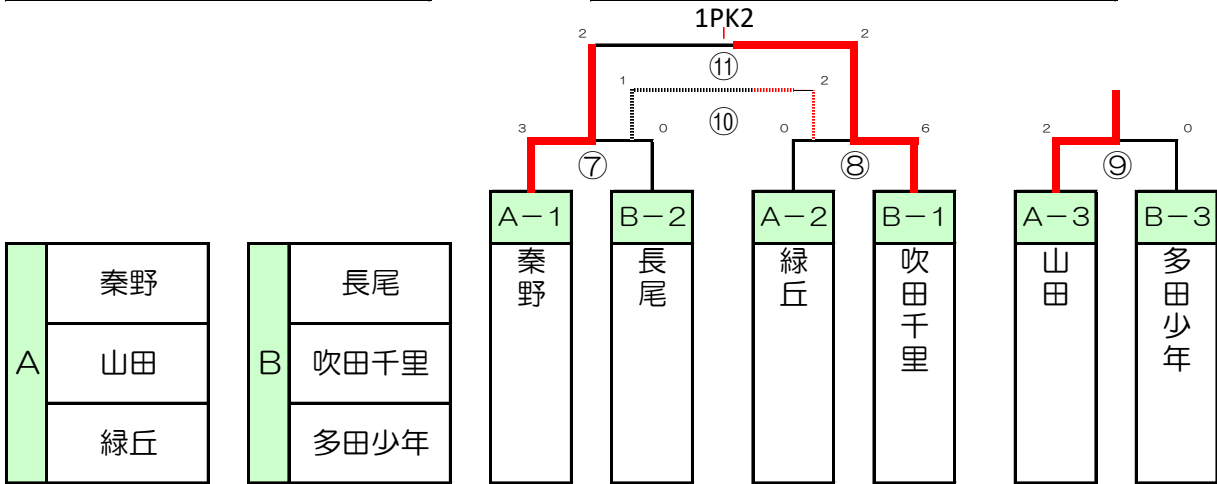 1PK2
2 2
⑪
1 2
⑩
3 0 0 6 2 0
⑦ ⑧ ⑨
A-1 B-2 A-2 B-1 A-3 B-3
秦野
長尾
緑丘
吹田千里
山田
多田少年
A
秦野
山田
緑丘
B
長尾
吹田千里
多田少年